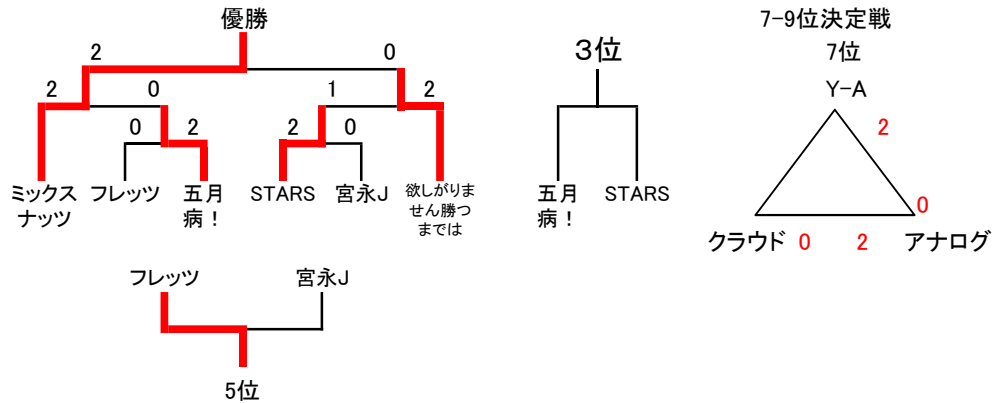 優勝
2
0
2
0
1
2
0
2
2
0
ミックス
ナッツ
フレッツ
五月
病！
STARS
宮永J
欲しがりま
せん勝つ
までは
フレッツ
宮永J
5位
3位
五月
病！
STARS
7-9位決定戦
7位
Y-A
2
0
クラウド
0
2
アナログ